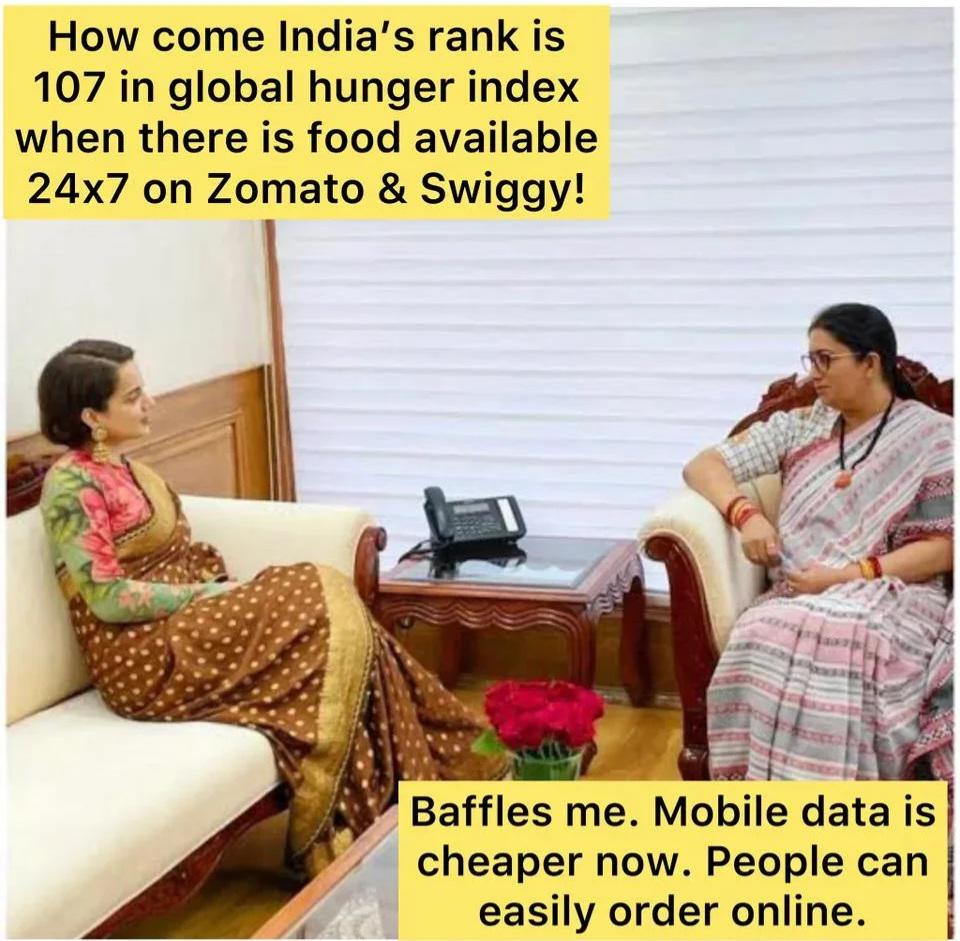 How come India’s rank is
107 in global hunger index
when there is food available
24x7 on Zomato & Swiggy!
Baffles me. Mobile data is
cheaper now. People can
easily order online.